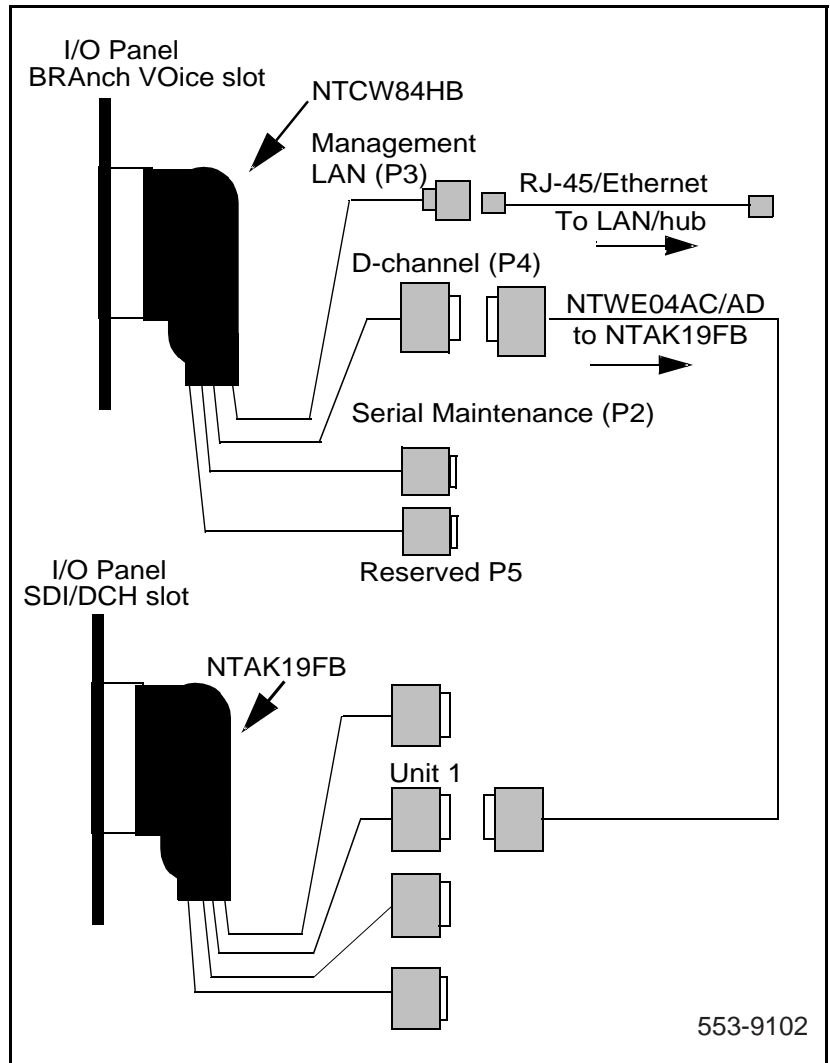 I/O Panel
BRAnch VOice slot
NTCW84HB
Management
LAN (P3)
RJ-45/Ethernet
To LAN/hub
D-channel (P4)
NTWE04AC/AD
to NTAK19FB
Serial Maintenance (P2)
Reserved P5
I/O Panel
SDI/DCH slot
NTAK19FB
Unit 1
553-9102